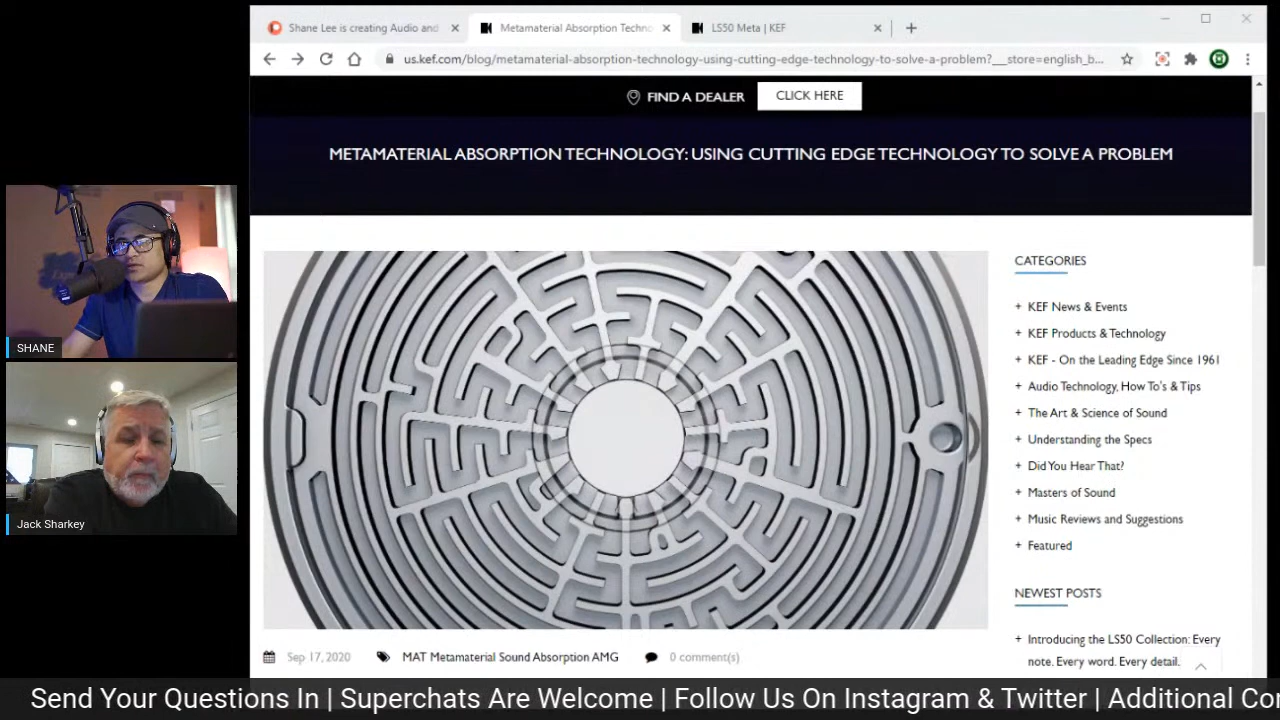 Shane Lee is creating Audio and
Metamaterial Absorption Techno
LS50 Meta | KEF
us.kef.com/blog/metamaterial-absorption-technology-using-cutting-edge-technology-to-solve-a-problem?___store=english_b...
FIND A DEALER
CLICK HERE
METAMATERIAL ABSORPTION TECHNOLOGY: USING CUTTING EDGE TECHNOLOGY TO SOLVE A PROBLEM
SHANE
Jack Sharkey
CATEGORIES
+ KEF News & Events
+ KEF Products & Technology
+ KEF - On the Leading Edge Since 1961
+ Audio Technology, How To's & Tips
+ The Art & Science of Sound
+ Understanding the Specs
+ Did You Hear That?
+ Masters of Sound
+ Music Reviews and Suggestions
+ Featured
NEWEST POSTS
+ Introducing the LS50 Collection: Every
note. Every word. Every detail.
Sep 17, 2020
MAT Metamaterial Sound Absorption AMG
0 comment(s)
Send Your Questions In | Superchats Are Welcome | Follow Us On Instagram & Twitter | Additional Co